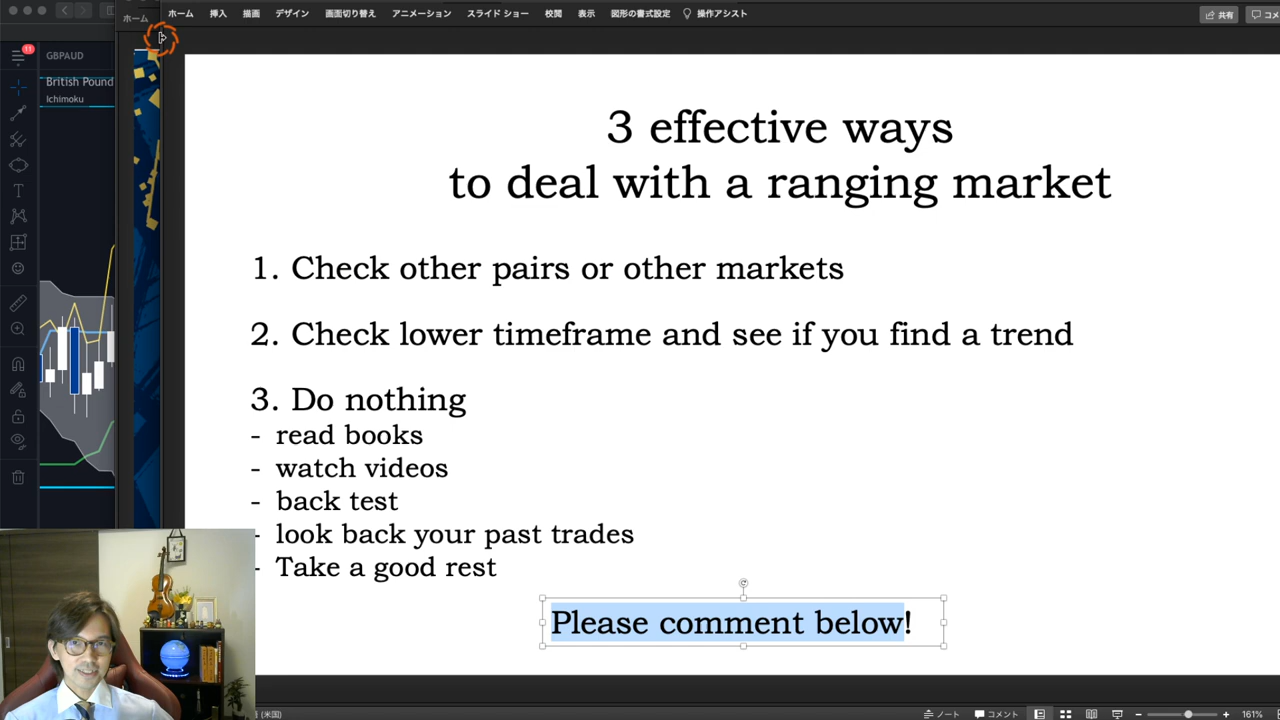 ホーム
ホーム 挿入 描画 デザイン 画面切り替え アニメーション スライド ショー 校閲 表示 図形の書式設定 操作アシスト
共有 コメ
11
GBPAUD
British Pound
Ichimoku
3 effective ways
to deal with a ranging market
1. Check other pairs or other markets
2. Check lower timeframe and see if you find a trend
3. Do nothing
- read books
- watch videos
- back test
- look back your past trades
- Take a good rest
Please comment below!
(米国)
ノート コメント 161%